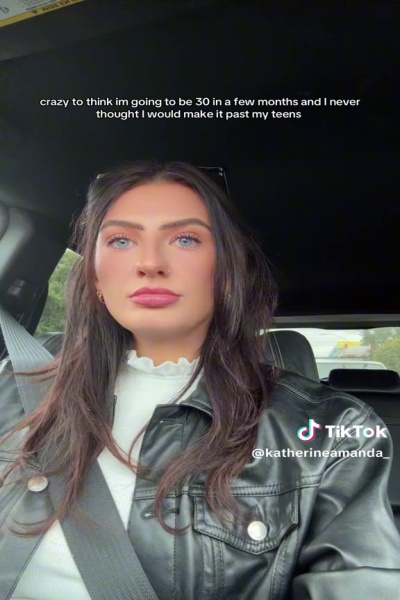 crazy to think im going to be 30 in a few months and I never
thought I would make it past my teens
TikTok
@katherineamanda_